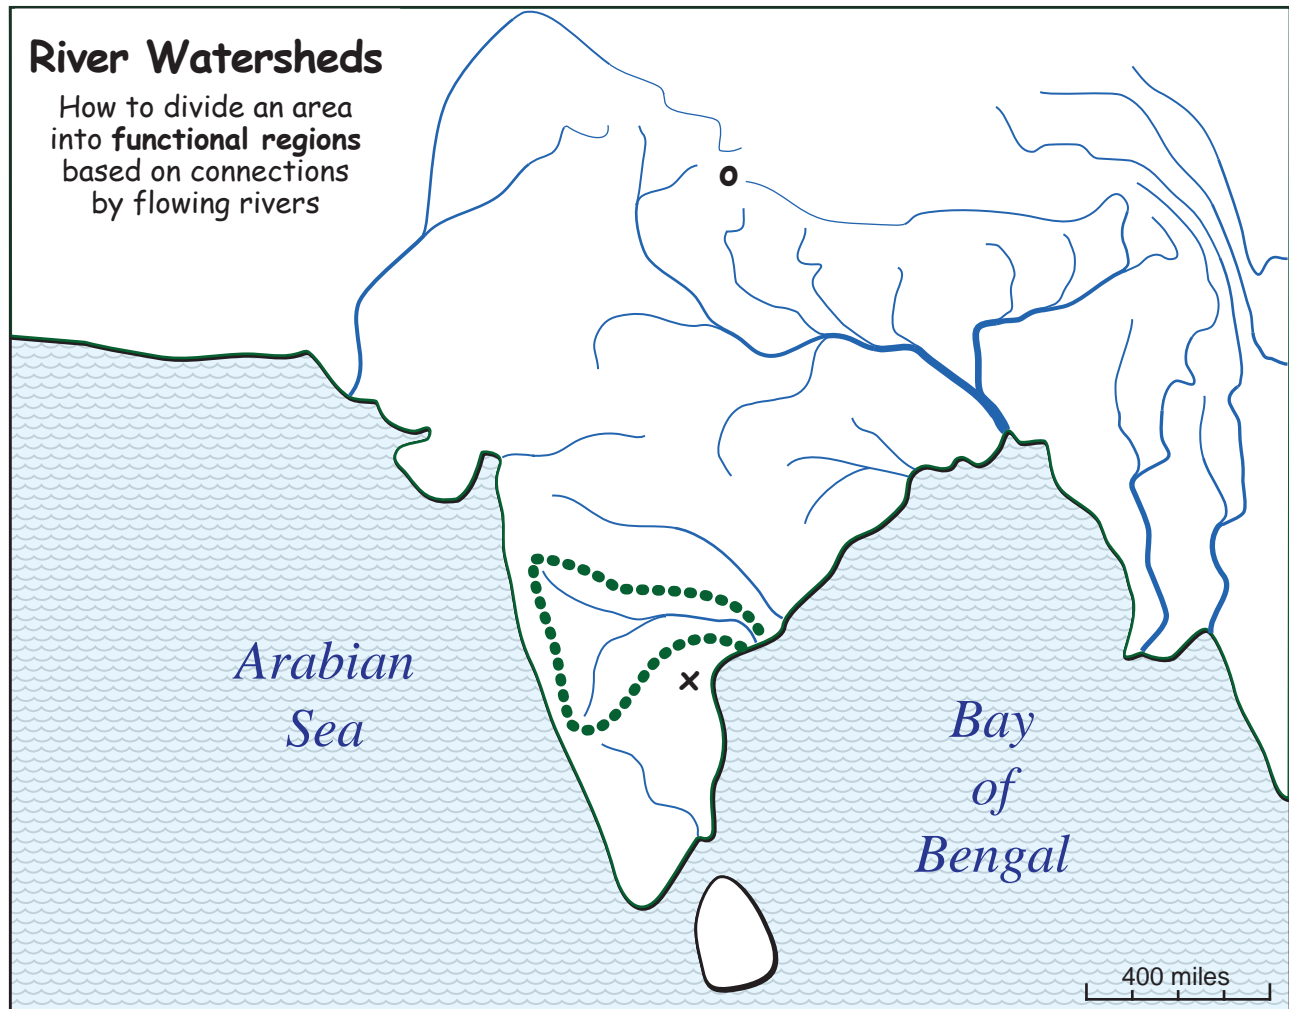 River Watersheds
How to divide an area
into functional regions
based on connections
by flowing rivers
o
x
Arabian
Sea
Bay
of
Bengal
400 miles